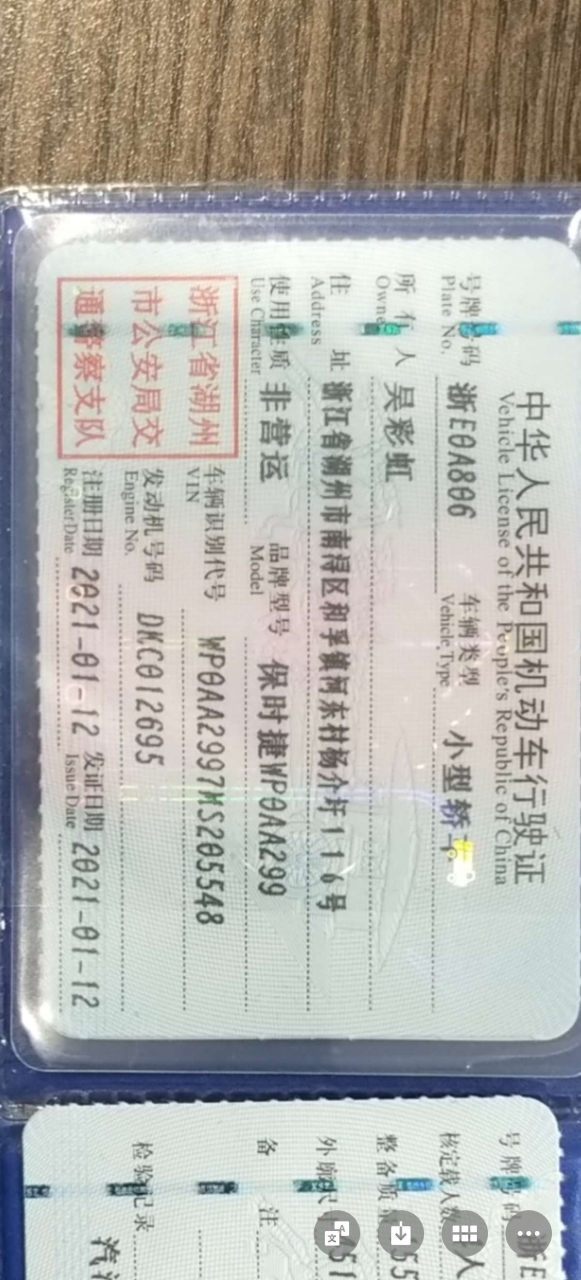 中华人民共和国机动车行驶证
Vehicle License of the People's Republic of China
号牌号码 浙E0A806 车辆类型 小型轿车
Plate No. Vehicle Type
所有人 吴彩虹
Owner
住址 浙江省湖州市南浔区和孚镇河东村杨介圩116号
Address
使用性质 非营运 品牌型号 保时捷WP0AA299
Use Character Model
浙江省湖州
市公安局交
通警察支队
车辆识别代号 WP0AA2997MS205548
VIN
发动机号码 DKC012695
Engine No.
注册日期 2021-01-12 发证日期 2021-01-12
Register Date Issue Date
号牌号码 浙E
核定载人数 人
整备质量
外廓尺寸
备注
检验记录